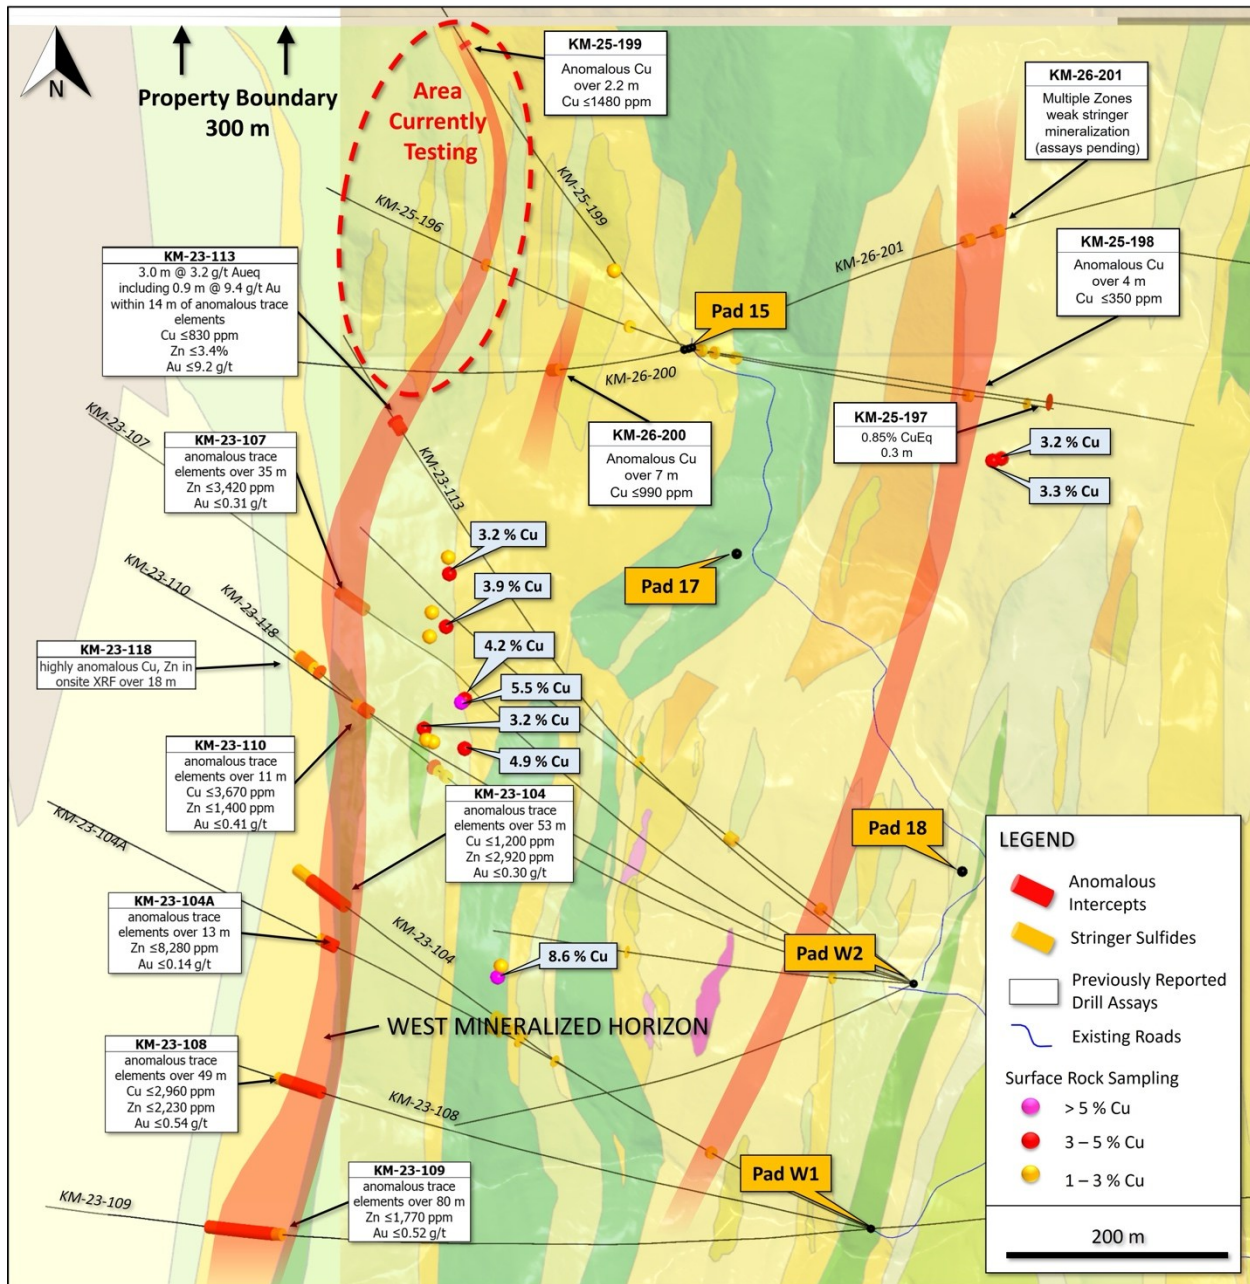 N
Property Boundary
300 m
Area
Currently
Testing
KM-25-199
Anomalous Cu
over 2.2 m
Cu ≤1480 ppm
KM-26-201
Multiple Zones
weak stringer
mineralization
(assays pending)
KM-25-196
KM-25-199
KM-26-201
KM-23-113
3.0 m @ 3.2 g/t Aueq
including 0.9 m @ 9.4 g/t Au
within 14 m of anomalous trace
elements
Cu ≤830 ppm
Zn ≤3.4%
Au ≤9.2 g/t
KM-25-198
Anomalous Cu
over 4 m
Cu ≤350 ppm
Pad 15
KM-26-200
KM-23-107
KM-23-107
anomalous trace
elements over 35 m
Zn ≤3,420 ppm
Au ≤0.31 g/t
KM-23-113
KM-26-200
Anomalous Cu
over 7 m
Cu ≤990 ppm
KM-25-197
0.85% CuEq
0.3 m
3.2 % Cu
3.3 % Cu
3.2 % Cu
Pad 17
3.9 % Cu
KM-23-110
KM-23-118
KM-23-118
highly anomalous Cu, Zn in
onsite XRF over 18 m
4.2 % Cu
5.5 % Cu
3.2 % Cu
4.9 % Cu
KM-23-110
anomalous trace
elements over 11 m
Cu ≤3,670 ppm
Zn ≤1,400 ppm
Au ≤0.41 g/t
KM-23-104
anomalous trace
elements over 53 m
Cu ≤1,200 ppm
Zn ≤2,920 ppm
Au ≤0.30 g/t
KM-23-104A
Pad 18
KM-23-104A
anomalous trace
elements over 13 m
Zn ≤8,280 ppm
Au ≤0.14 g/t
KM-23-104
8.6 % Cu
Pad W2
WEST MINERALIZED HORIZON
KM-23-108
anomalous trace
elements over 49 m
Cu ≤2,960 ppm
Zn ≤2,230 ppm
Au ≤0.54 g/t
KM-23-108
KM-23-109
KM-23-109
anomalous trace
elements over 80 m
Zn ≤1,770 ppm
Au ≤0.52 g/t
Pad W1
LEGEND
Anomalous
Intercepts
Stringer Sulfides
Previously Reported
Drill Assays
Existing Roads
Surface Rock Sampling
> 5 % Cu
3 – 5 % Cu
1 – 3 % Cu
200 m